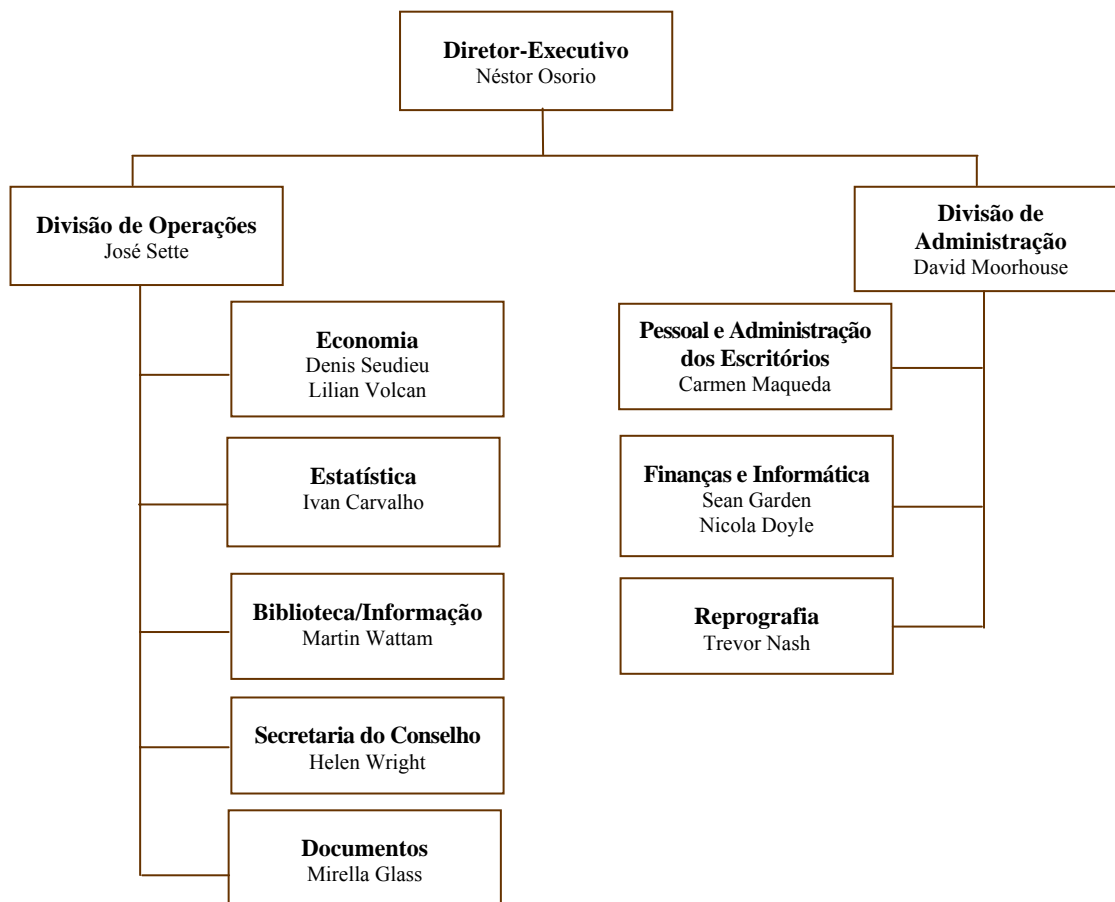 Diretor-Executivo
Néstor Osorio
Divisão de Operações
José Sette
Divisão de
Administração
David Moorhouse
Economia
Denis Seudieu
Lilian Volcan
Estatística
Ivan Carvalho
Biblioteca/Informação
Martin Wattam
Secretaria do Conselho
Helen Wright
Documentos
Mirella Glass
Pessoal e Administração
dos Escritórios
Carmen Maqueda
Finanças e Informática
Sean Garden
Nicola Doyle
Reprografia
Trevor Nash